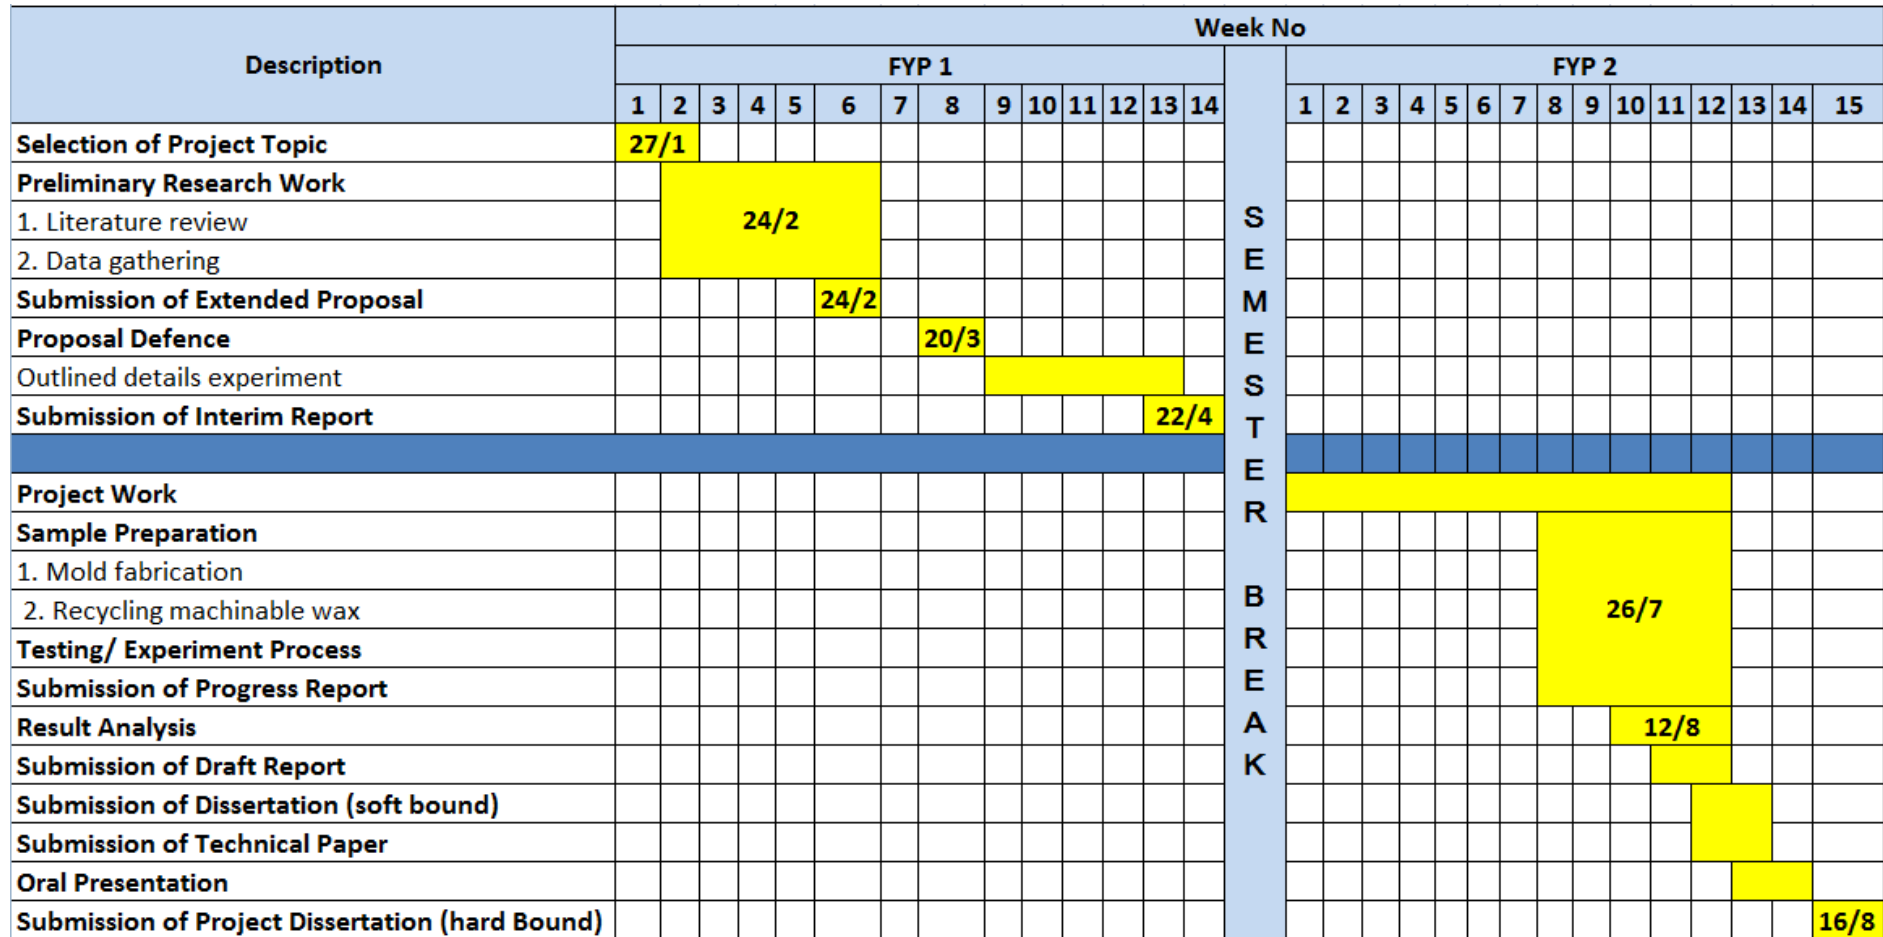 Description
Week No
FYP 1
FYP 2
1 2 3 4 5 6 7 8 9 10 11 12 13 14
1 2 3 4 5 6 7 8 9 10 11 12 13 14 15
SEMESTER BREAK
Selection of Project Topic 27/1
Preliminary Research Work
1. Literature review 24/2
2. Data gathering
Submission of Extended Proposal 24/2
Proposal Defence 20/3
Outlined details experiment
Submission of Interim Report 22/4
Project Work
Sample Preparation
1. Mold fabrication
2. Recycling machinable wax 26/7
Testing/ Experiment Process
Submission of Progress Report
Result Analysis 12/8
Submission of Draft Report
Submission of Dissertation (soft bound)
Submission of Technical Paper
Oral Presentation
Submission of Project Dissertation (hard Bound) 16/8